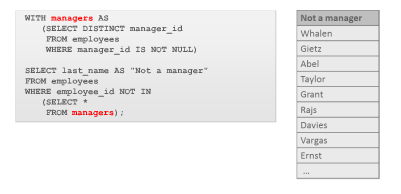 WITH managers AS
(SELECT DISTINCT manager_id
FROM employees
WHERE manager_id IS NOT NULL)
SELECT last_name AS "Not a manager"
FROM employees
WHERE employee_id NOT IN
(SELECT *
FROM managers);
Not a manager
Whalen
Gietz
Abel
Taylor
Grant
Rajs
Davies
Vargas
Ernst
...